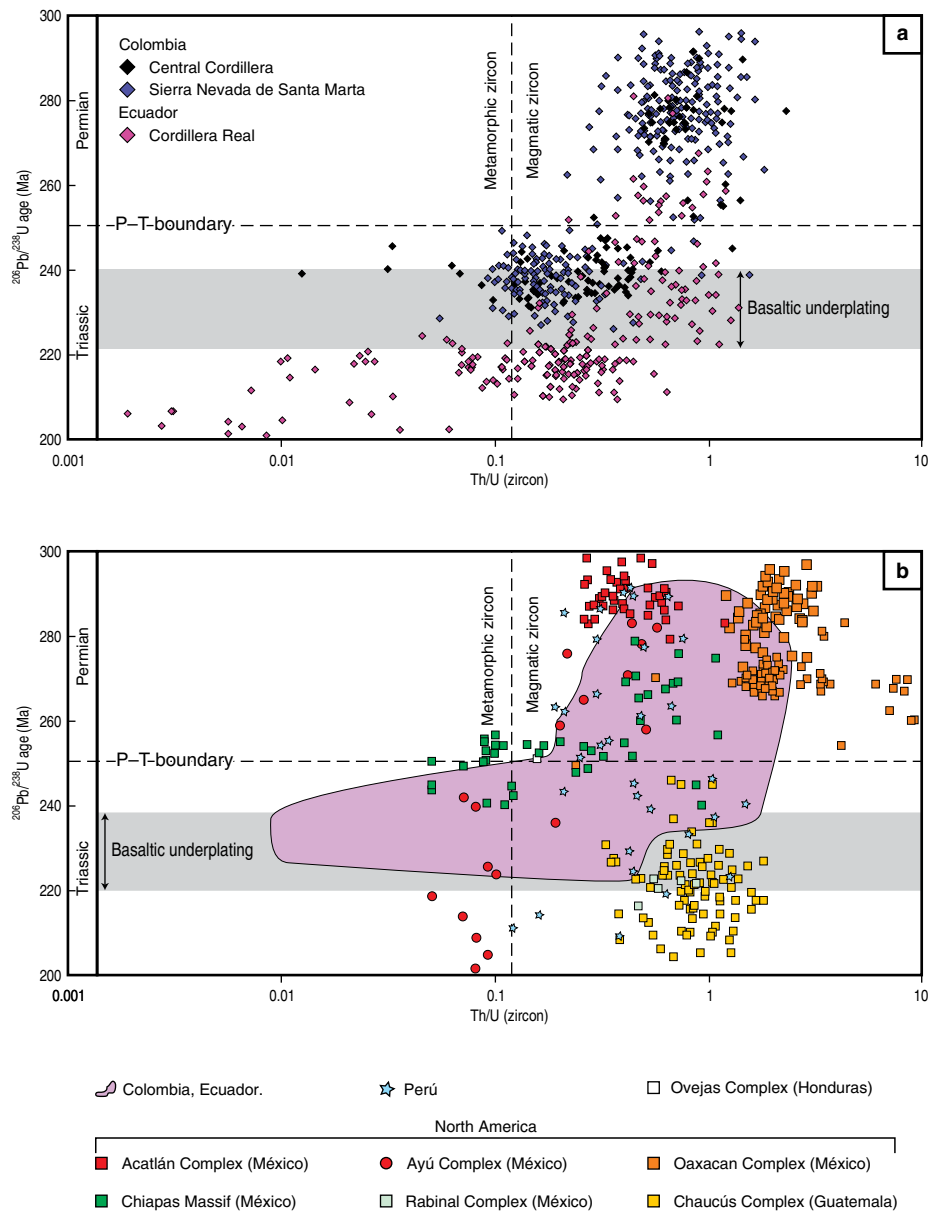 300
280
260
240
220
200
a
Colombia
Central Cordillera
Sierra Nevada de Santa Marta
Ecuador
Cordillera Real
Metamorphic zircon
Magmatic zircon
Permian
Triassic
²⁰⁶Pb/²³⁸U age (Ma)
P–T-boundary
Basaltic underplating
0.001
0.01
0.1
1
10
Th/U (zircon)
300
280
260
240
220
200
b
Metamorphic zircon
Magmatic zircon
Permian
Triassic
²⁰⁶Pb/²³⁸U age (Ma)
P–T-boundary
Basaltic underplating
0.001
0.01
0.1
1
10
Th/U (zircon)
Colombia, Ecuador.
Perú
Ovejas Complex (Honduras)
North America
Acatlán Complex (México)
Ayú Complex (México)
Oaxacan Complex (México)
Chiapas Massif (México)
Rabinal Complex (México)
Chaucús Complex (Guatemala)